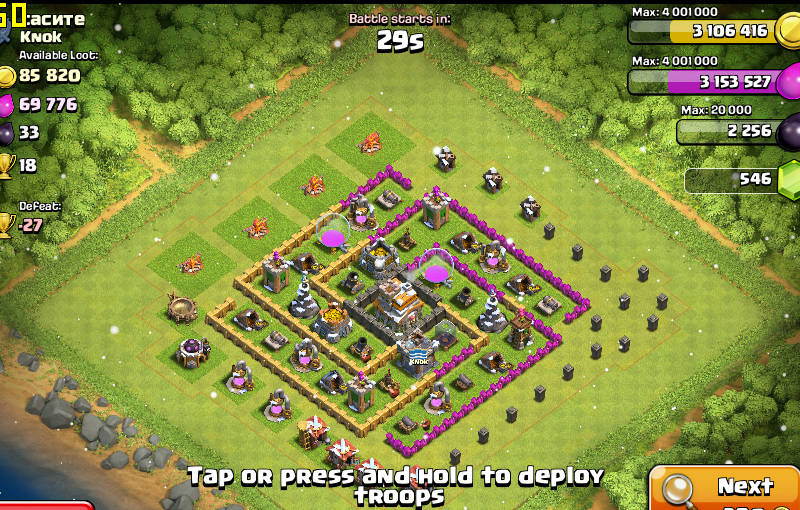 60
Knok
Available Loot:
85 820
69 776
33
18
Defeat:
-27
Battle starts in:
29s
Max: 4 001 000
3 106 416
Max: 4 001 000
3 153 527
Max: 20 000
2 256
546
KNOK
Tap or press and hold to deploy
troops
Next